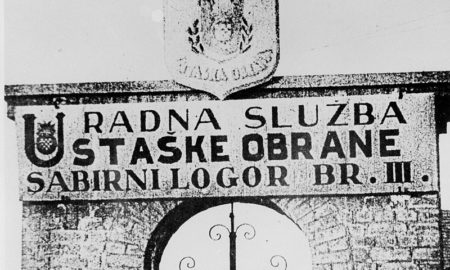 RADNA SLUŽBA
USTAŠKE OBRANE
SABIRNI LOGOR BR. III.